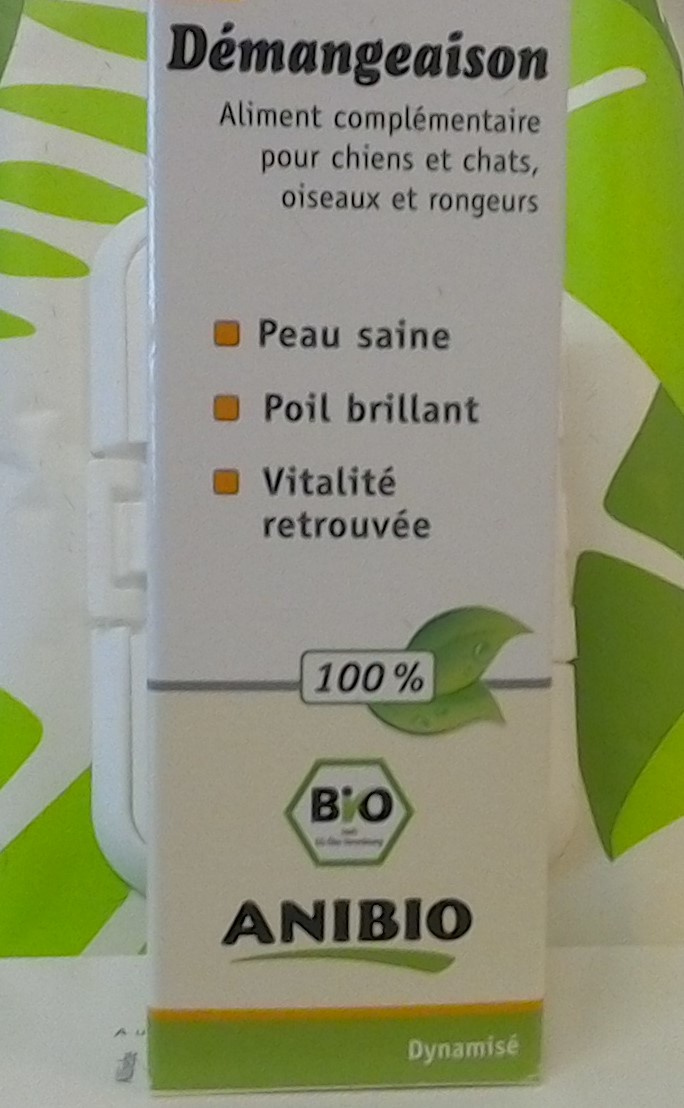 Démangeaison
Aliment complémentaire
pour chiens et chats,
oiseaux et rongeurs
Peau saine
Poil brillant
Vitalité
retrouvée
100 %
BiO
ANIBIO
Dynamisé